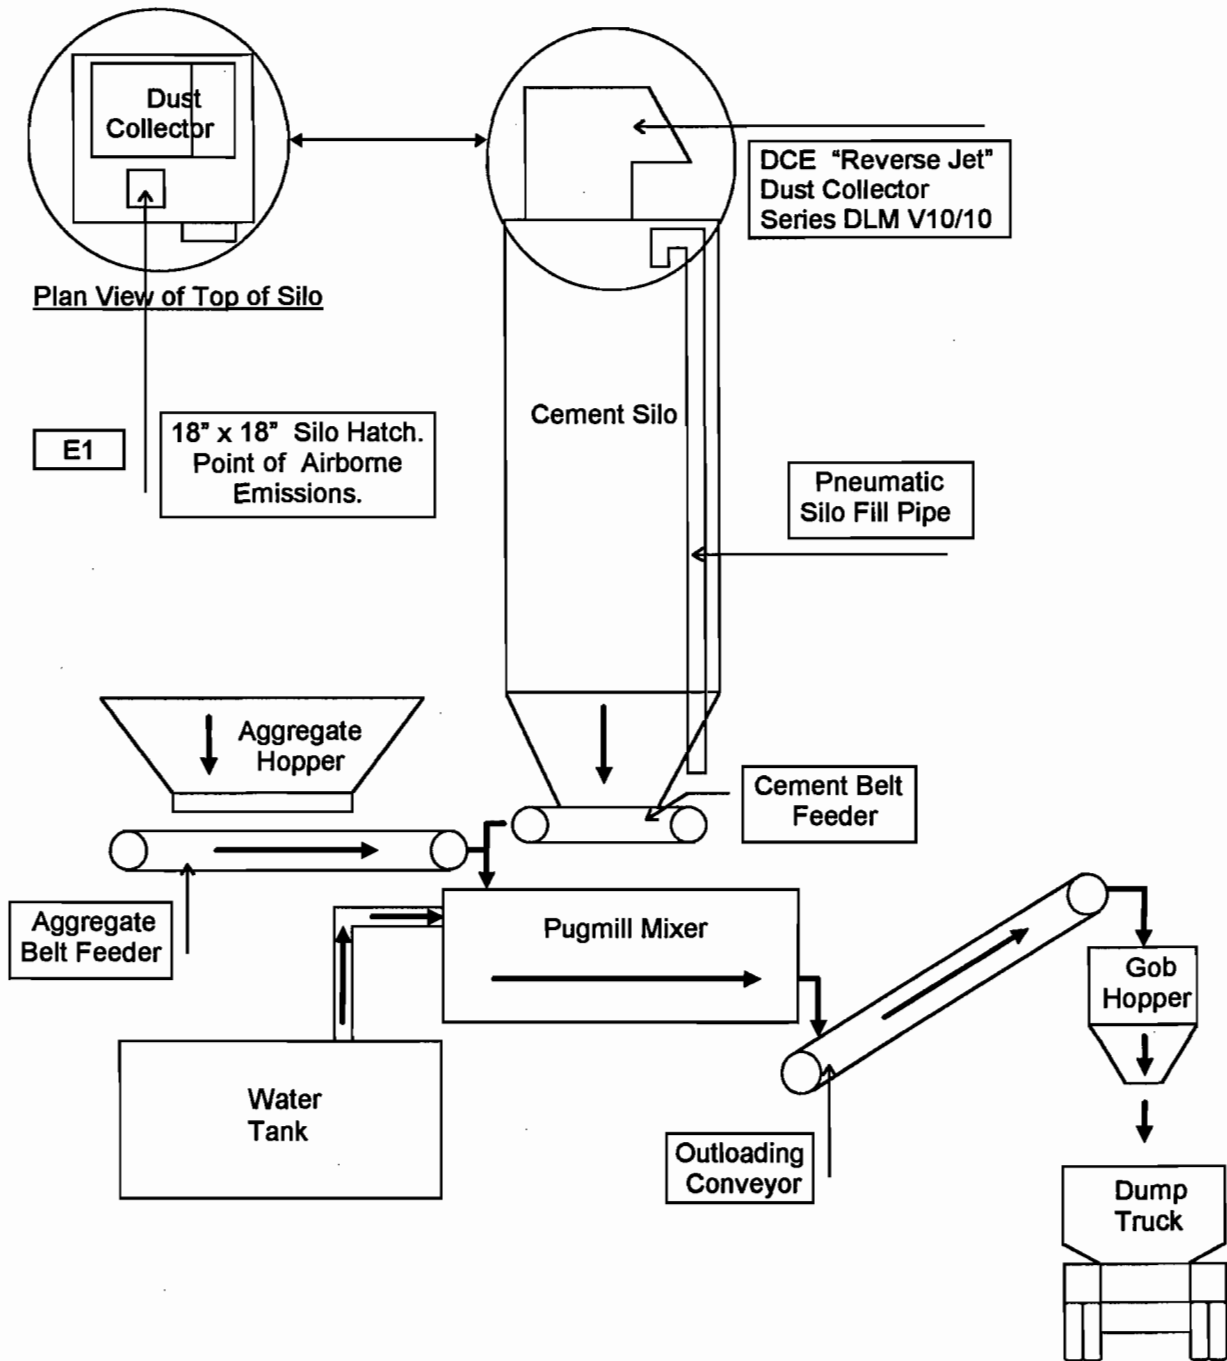 Dust
Collector
DCE "Reverse Jet"
Dust Collector
Series DLM V10/10
Plan View of Top of Silo
E1
18" x 18" Silo Hatch.
Point of Airborne
Emissions.
Cement Silo
Pneumatic
Silo Fill Pipe
Aggregate
Hopper
Cement Belt
Feeder
Aggregate
Belt Feeder
Pugmill Mixer
Gob
Hopper
Water
Tank
Outloading
Conveyor
Dump
Truck